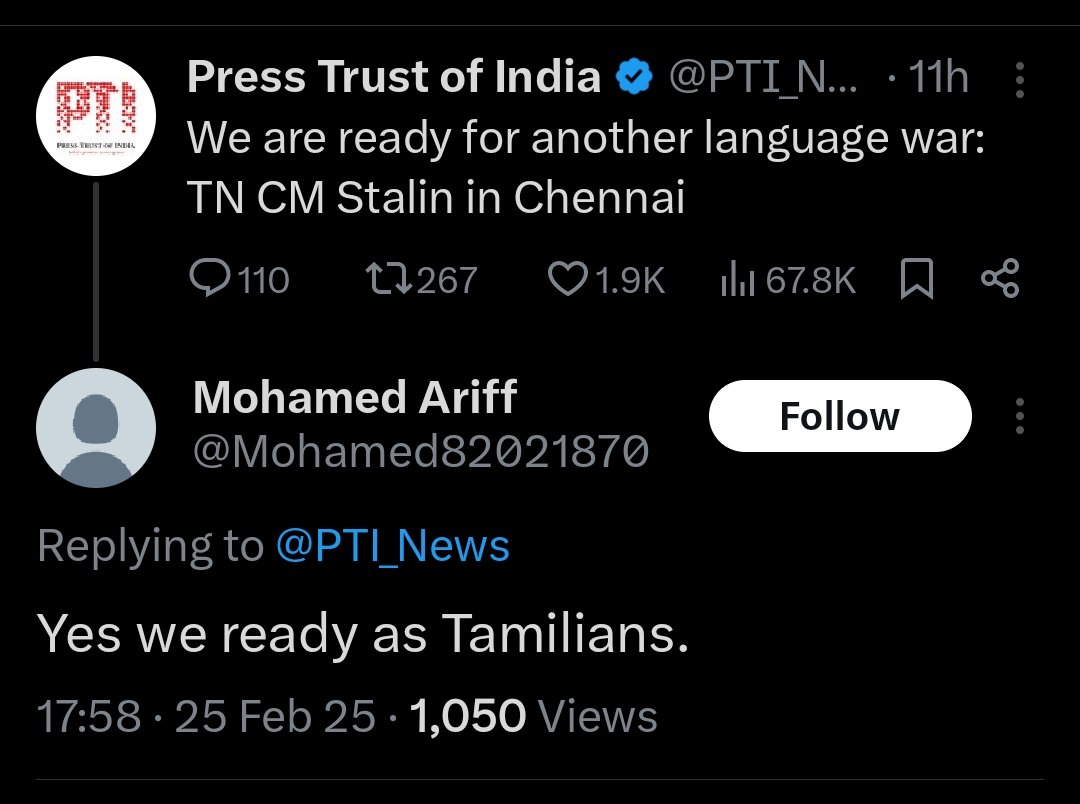 PTI
PRESS TRUST OF INDIA
Press Trust of India @PTI_N... · 11h
We are ready for another language war:
TN CM Stalin in Chennai
110 267 1.9K 67.8K
Mohamed Ariff
Follow
@Mohamed82021870
Replying to @PTI_News
Yes we ready as Tamilians.
17:58 · 25 Feb 25 · 1,050 Views